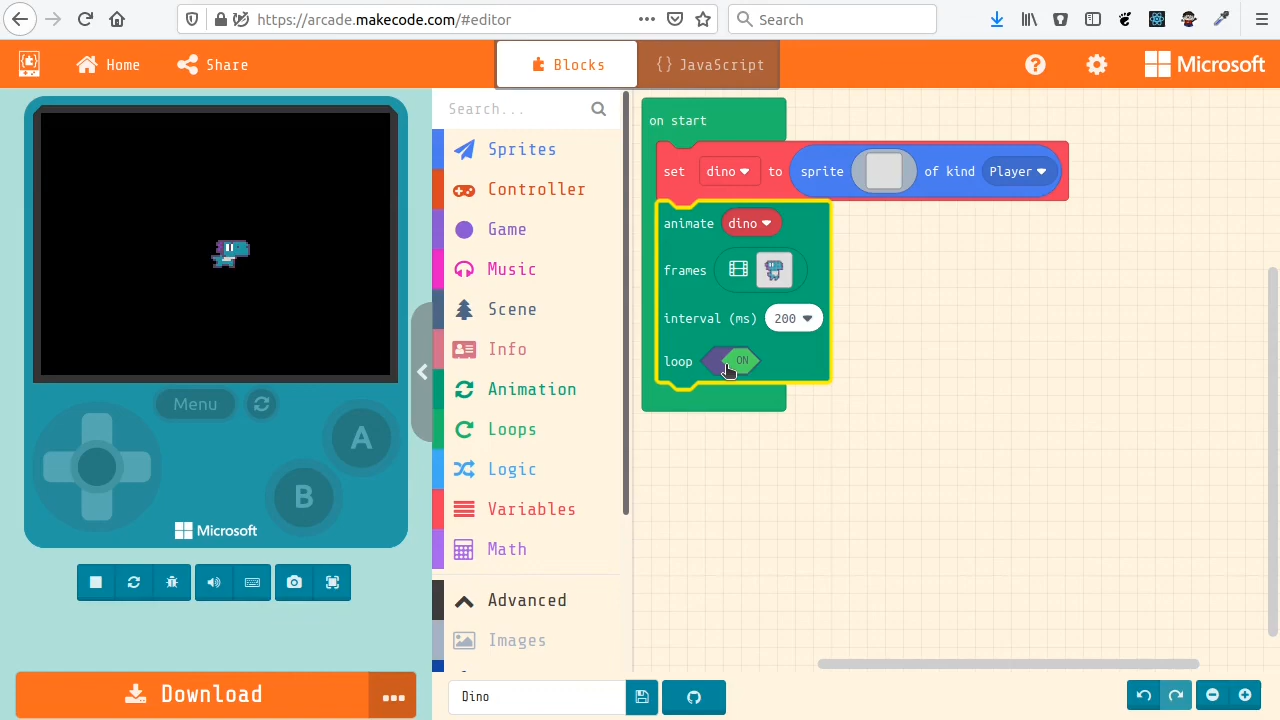 https://arcade.makecode.com/#editor
Search
Home
Share
Blocks
{} JavaScript
Microsoft
Search...
Sprites
Controller
Game
Music
Scene
Info
Animation
Loops
Logic
Variables
Math
Advanced
Images
on start
set dino to sprite of kind Player
animate dino
frames
interval (ms) 200
loop ON
Menu
A
B
Microsoft
Download
Dino